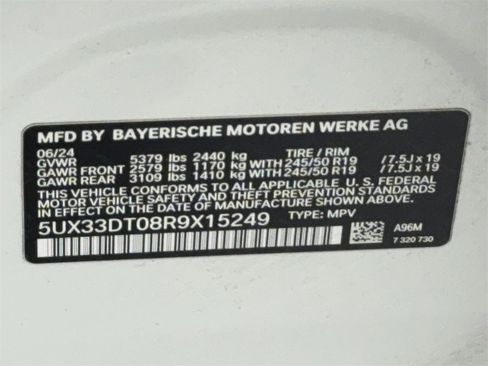 MFD BY BAYERISCHE MOTOREN WERKE AG
06/24 TIRE / RIM
GVWR 5379 lbs 2440 kg
GAWR FRONT 2579 lbs 1170 kg WITH 245/50 R19 /7.5J x 19
GAWR REAR 3109 lbs 1410 kg WITH 245/50 R19 /7.5J x 19
THIS VEHICLE CONFORMS TO ALL APPLICABLE U.S. FEDERAL
MOTOR VEHICLE SAFETY AND THEFT PREVENTION STANDARDS
IN EFFECT ON THE DATE OF MANUFACTURE SHOWN ABOVE.
5UX33DT08R9X15249 TYPE: MPV
A96M
7 320 730